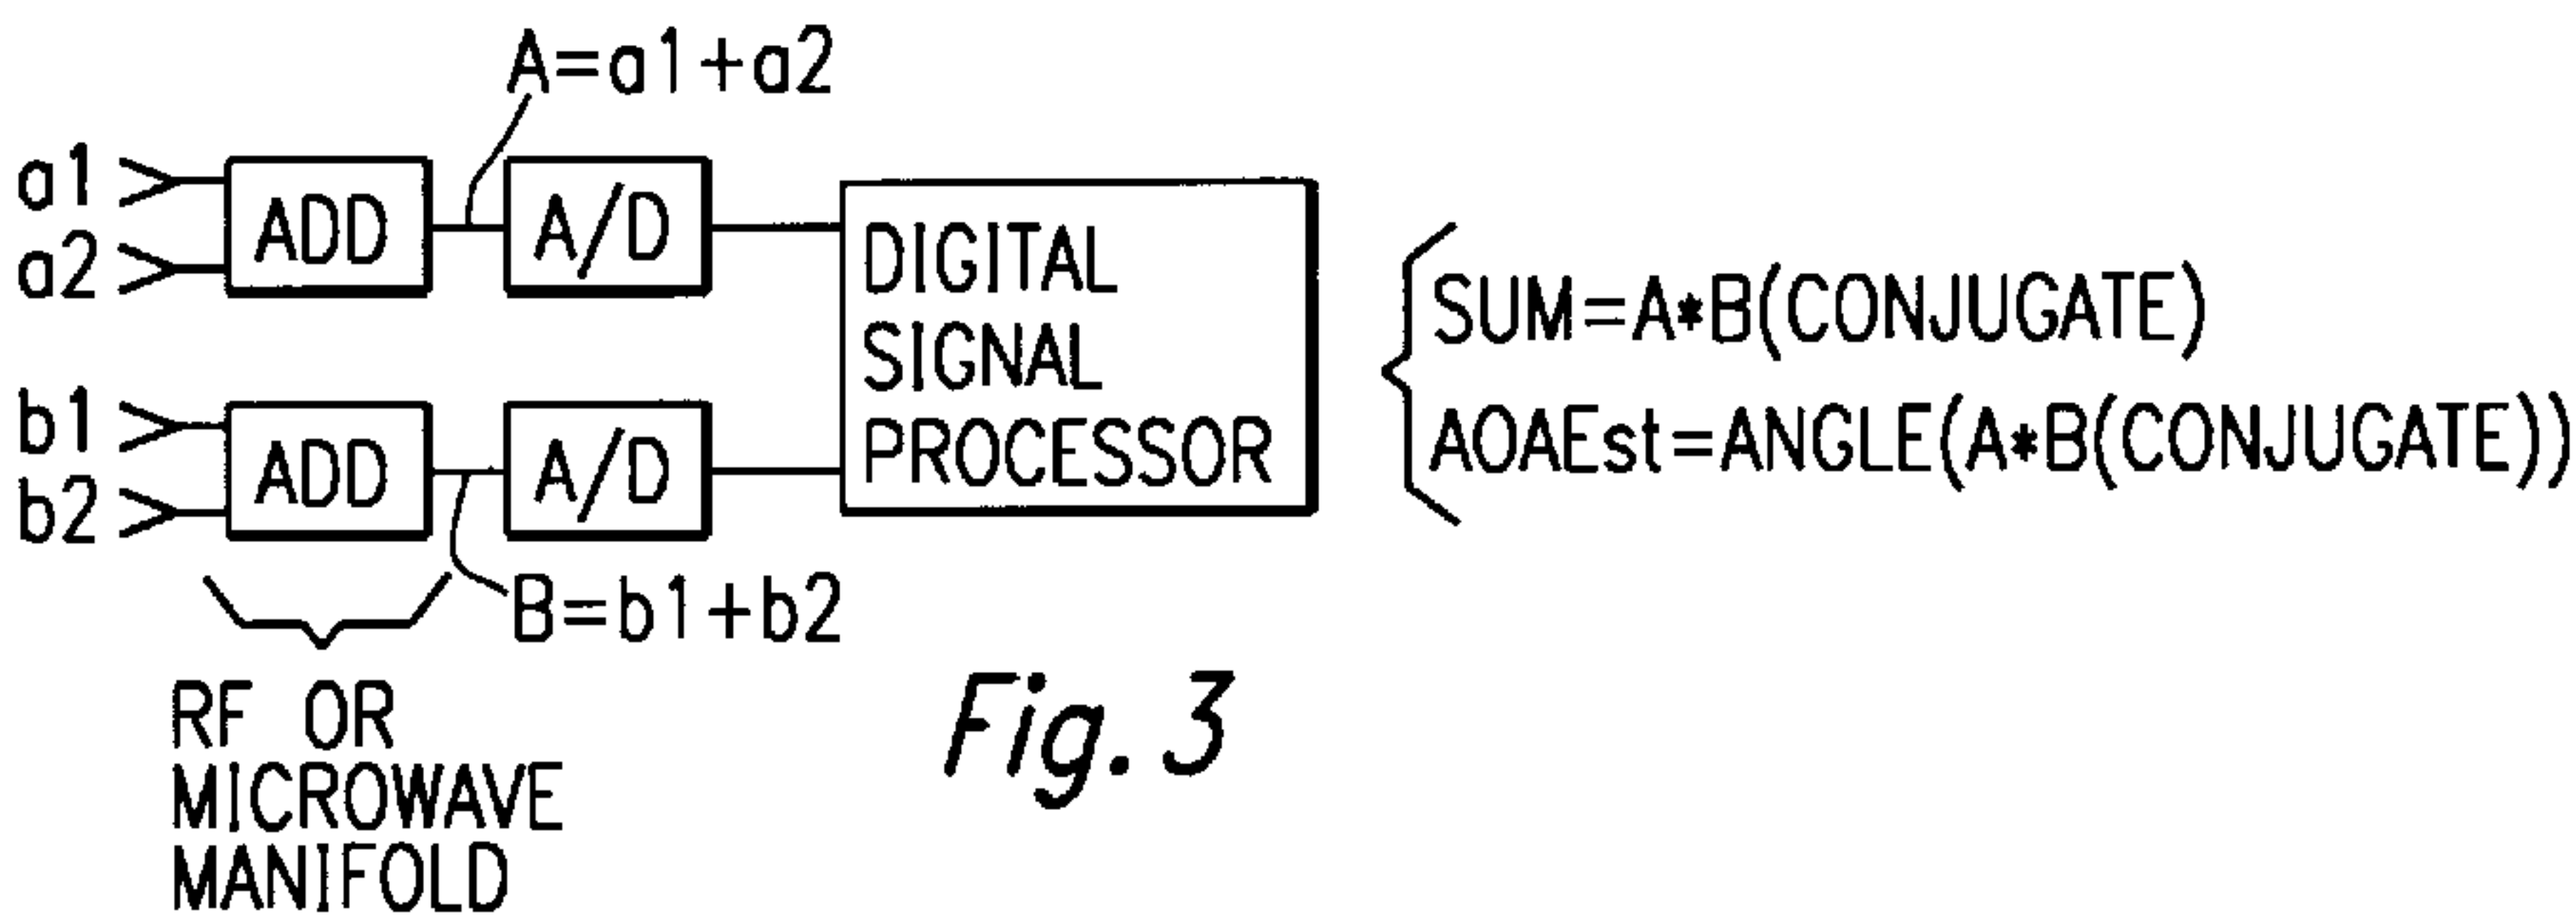 A=a1+a2
a1
a2
ADD
A/D
b1
b2
ADD
A/D
B=b1+b2
DIGITAL
SIGNAL
PROCESSOR
SUM=A*B(CONJUGATE)
AOAEst=ANGLE(A*B(CONJUGATE))
RF OR
MICROWAVE
MANIFOLD
Fig. 3